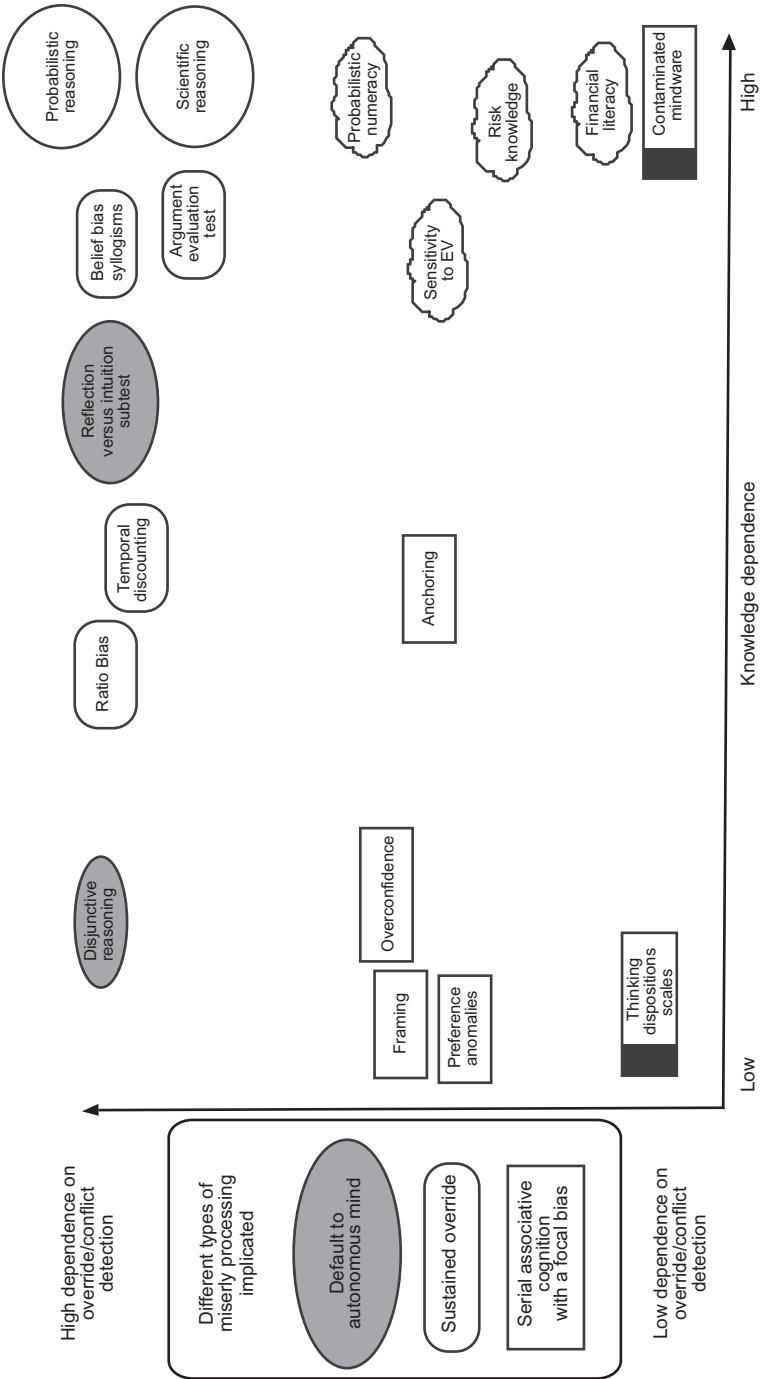 High dependence on
override/conflict
detection
Different types of
miserly processing
implicated
Default to
autonomous mind
Sustained override
Serial associative
cognition
with a focal bias
Low dependence on
override/conflict
detection
Disjunctive
reasoning
Ratio Bias
Temporal
discounting
Reflection
versus intuition
subtest
Belief bias
syllogisms
Argument
evaluation
test
Probabilistic
reasoning
Scientific
reasoning
Overconfidence
Framing
Preference
anomalies
Anchoring
Sensitivity
to EV
Probabilistic
numeracy
Risk
knowledge
Financial
literacy
Thinking
dispositions
scales
Contaminated
mindware
Low
Knowledge dependence
High